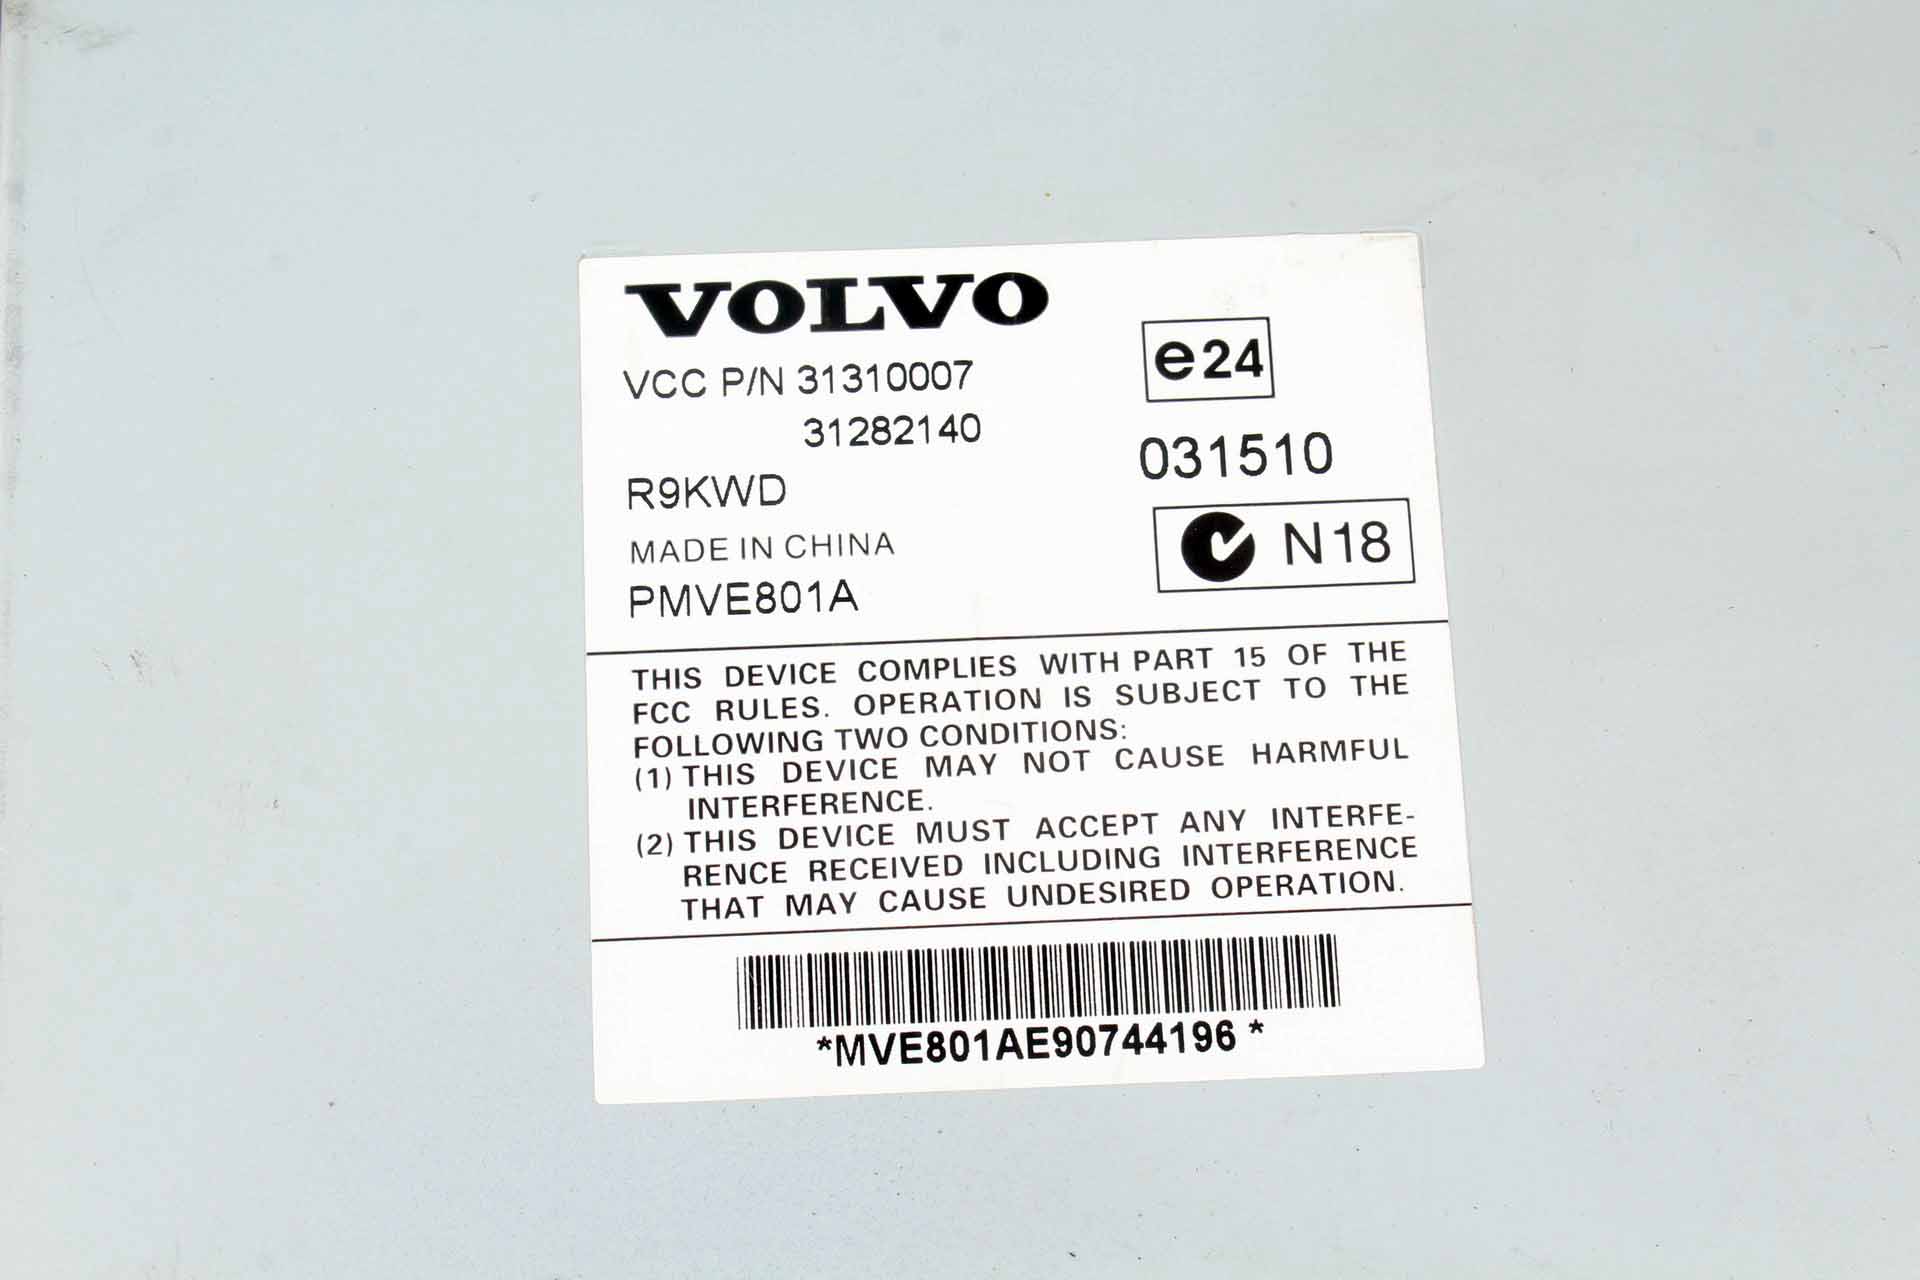 VOLVO
VCC P/N 31310007
31282140
R9KWD
MADE IN CHINA
PMVE801A
e24
031510
N18
THIS DEVICE COMPLIES WITH PART 15 OF THE
FCC RULES. OPERATION IS SUBJECT TO THE
FOLLOWING TWO CONDITIONS:
(1) THIS DEVICE MAY NOT CAUSE HARMFUL
INTERFERENCE.
(2) THIS DEVICE MUST ACCEPT ANY INTERFE-
RENCE RECEIVED INCLUDING INTERFERENCE
THAT MAY CAUSE UNDESIRED OPERATION.
*MVE801AE90744196*